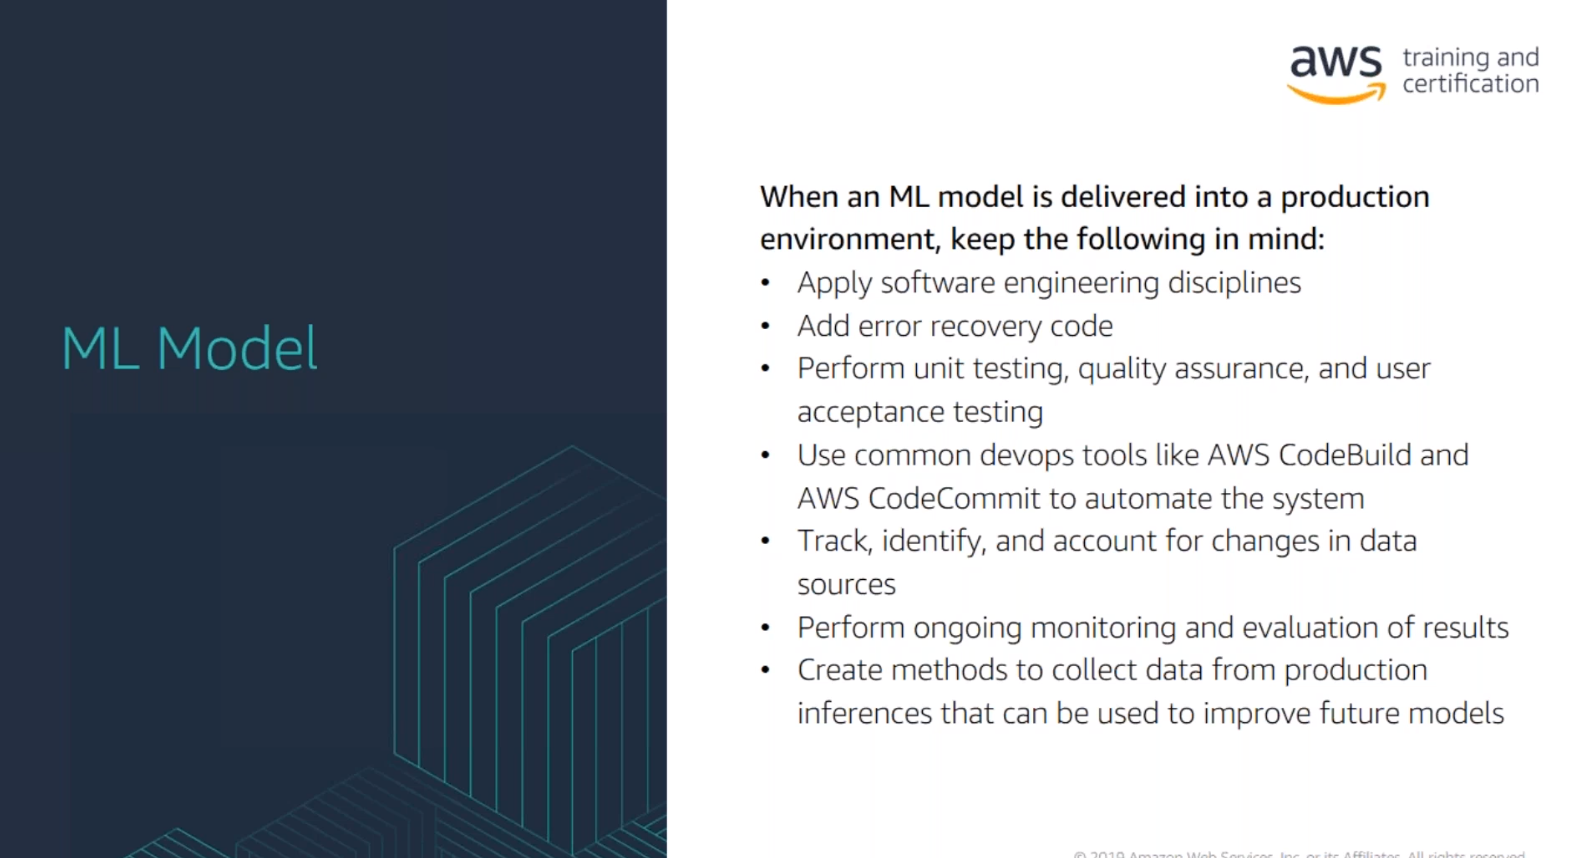 aws training and
certification
ML Model
When an ML model is delivered into a production
environment, keep the following in mind:
• Apply software engineering disciplines
• Add error recovery code
• Perform unit testing, quality assurance, and user
acceptance testing
• Use common devops tools like AWS CodeBuild and
AWS CodeCommit to automate the system
• Track, identify, and account for changes in data
sources
• Perform ongoing monitoring and evaluation of results
• Create methods to collect data from production
inferences that can be used to improve future models
© 2019 Amazon Web Services, Inc. or its Affiliates. All rights reserved.